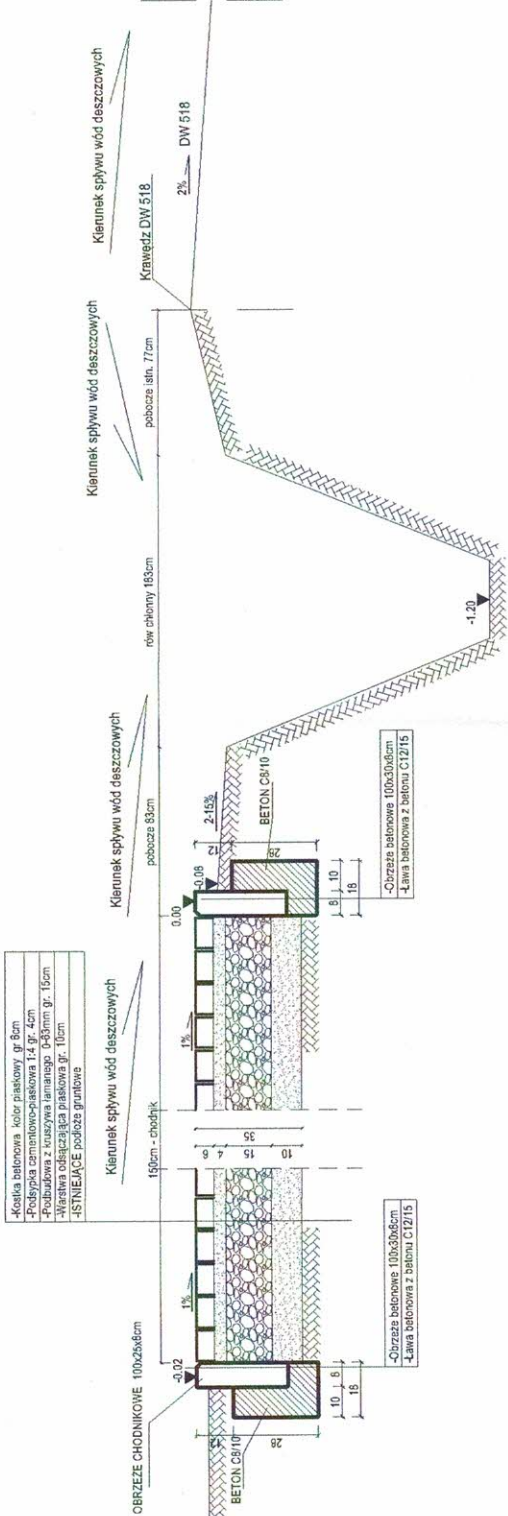 -Kostka betonowa kolor piaskowy gr 6cm
-Podsypka cementowo-piaskowa 1:4 gr. 4cm
-Podbudowa z kruszywa łamanego 0-63mm gr. 15cm
-Warstwa odsączająca piaskowa gr. 10cm
-ISTNIEJĄCE podłoże gruntowe
Kierunek spływu wód deszczowych
Kierunek spływu wód deszczowych
Kierunek spływu wód deszczowych
Kierunek spływu wód deszczowych
150cm - chodnik
pobocze 83cm
rów chłonny 163cm
pobocze istn. 77cm
Krawędź DW 518
2%
DW 518
OBRZEŻE CHODNIKOWE 100x25x6cm
-0.02
1%
1%
0.00
-0.08
2-15%
12
28
BETON C8/10
10
8
18
6
4
15
10
35
12
28
BETON C8/10
8
10
18
-1.20
-Obrzeże betonowe 100x30x8cm
-Ława betonowa z betonu C12/15
-Obrzeże betonowe 100x30x8cm
-Ława betonowa z betonu C12/15